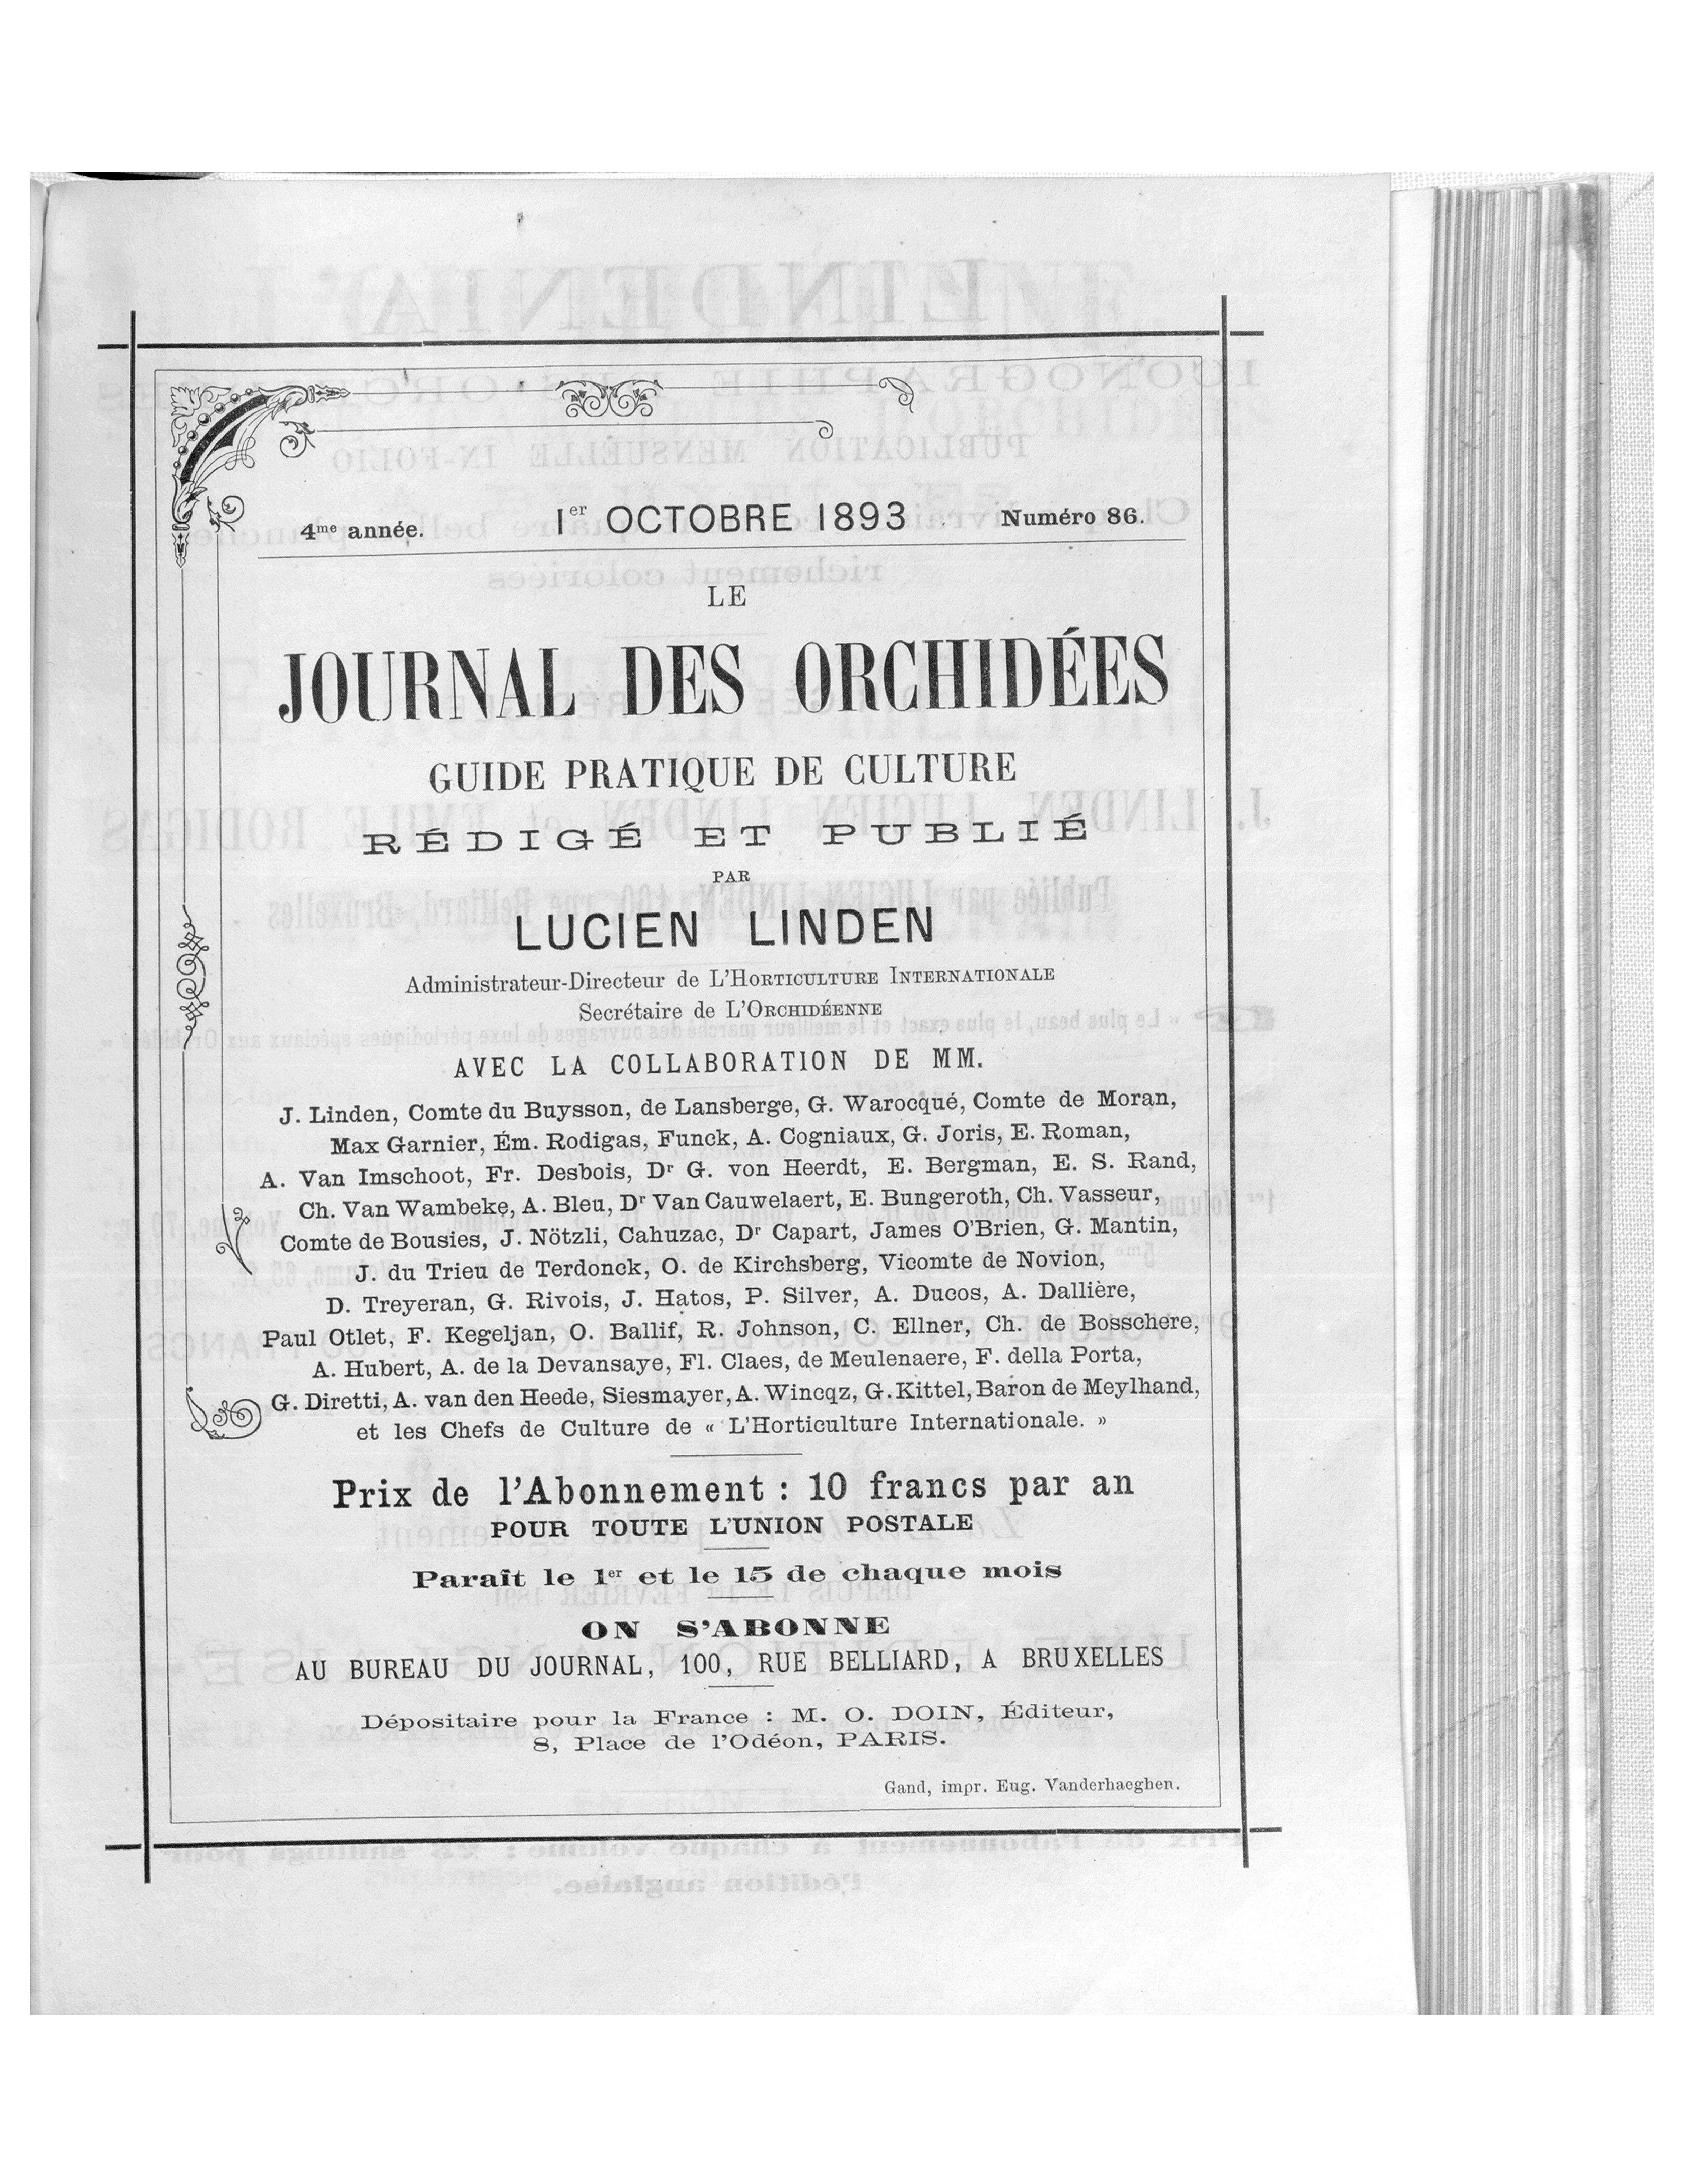 4me année.
1er OCTOBRE 1893
Numéro 86.
LE
JOURNAL DES ORCHIDÉES
GUIDE PRATIQUE DE CULTURE
RÉDIGÉ ET PUBLIÉ
PAR
LUCIEN LINDEN
Administrateur-Directeur de L'HORTICULTURE INTERNATIONALE
Secrétaire de L'ORCHIDÉENNE
AVEC LA COLLABORATION DE MM.
J. Linden, Comte du Buysson, de Lansberge, G. Warocqué, Comte de Moran,
Max Garnier, Ém. Rodigas, Funck, A. Cogniaux, G. Joris, E. Roman,
A. Van Imschoot, Fr. Desbois, Dr G. von Heerdt, E. Bergman, E. S. Rand,
Ch. Van Wambeke, A. Bleu, Dr Van Cauwelaert, E. Bungeroth, Ch. Vasseur,
Comte de Bousies, J. Nötzli, Cahuzac, Dr Capart, James O'Brien, G. Mantin,
J. du Trieu de Terdonck, O. de Kirchsberg, Vicomte de Novion,
D. Treyeran, G. Rivois, J. Hatos, P. Silver, A. Ducos, A. Dallière,
Paul Otlet, F. Kegeljan, O. Ballif, R. Johnson, C. Ellner, Ch. de Bosschere,
A. Hubert, A. de la Devansaye, Fl. Claes, de Meulenaere, F. della Porta,
G. Diretti, A. van den Heede, Siesmayer, A. Wincqz, G. Kittel, Baron de Meylhand,
et les Chefs de Culture de « L'Horticulture Internationale. »
Prix de l'Abonnement : 10 francs par an
POUR TOUTE L'UNION POSTALE
Paraît le 1er et le 15 de chaque mois
ON S'ABONNE
AU BUREAU DU JOURNAL, 100, RUE BELLIARD, A BRUXELLES
Dépositaire pour la France : M. O. DOIN, Éditeur,
8, Place de l'Odéon, PARIS.
Gand, impr. Eug. Vanderhaeghen.